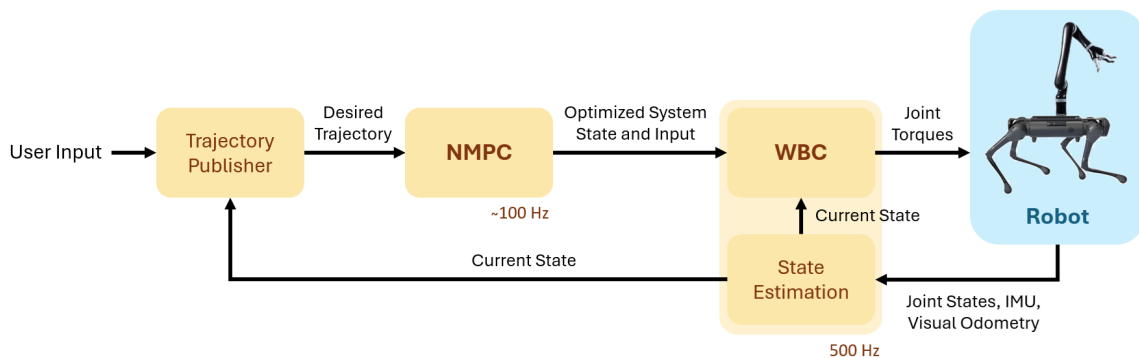 User Input
Trajectory
Publisher
Desired
Trajectory
NMPC
~100 Hz
Optimized System
State and Input
WBC
Joint
Torques
Robot
Current State
Current State
State
Estimation
Joint States, IMU,
Visual Odometry
500 Hz